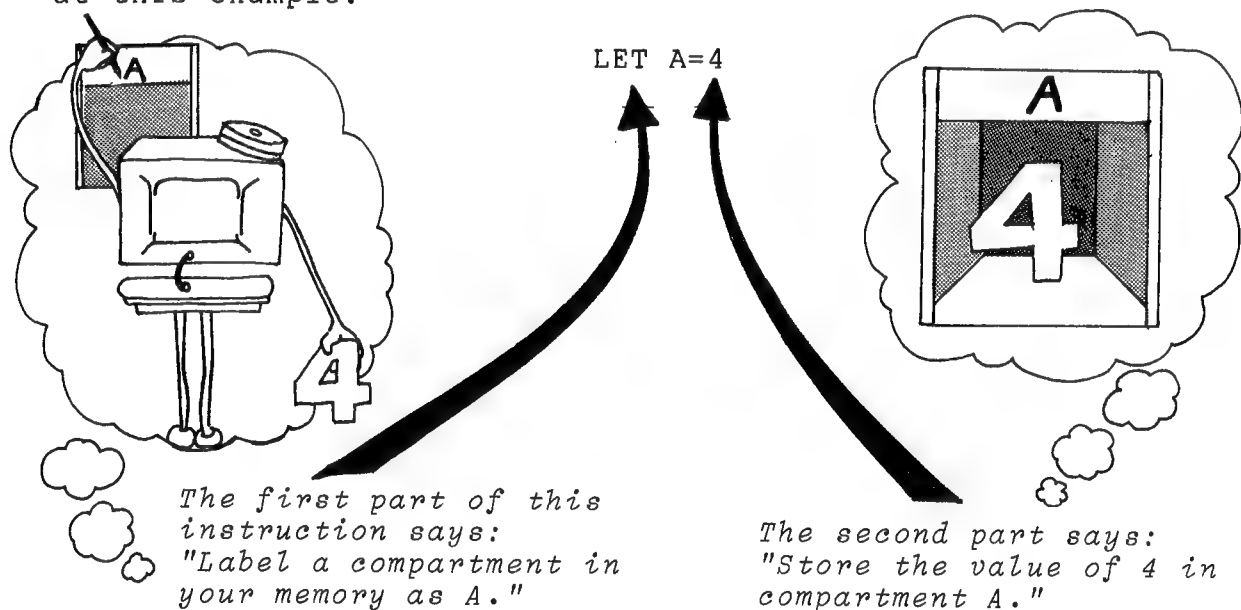 at this example:
A
LET A=4
A
4
4
The first part of this
instruction says:
"Label a compartment in
your memory as A."
The second part says:
"Store the value of 4 in
compartment A."